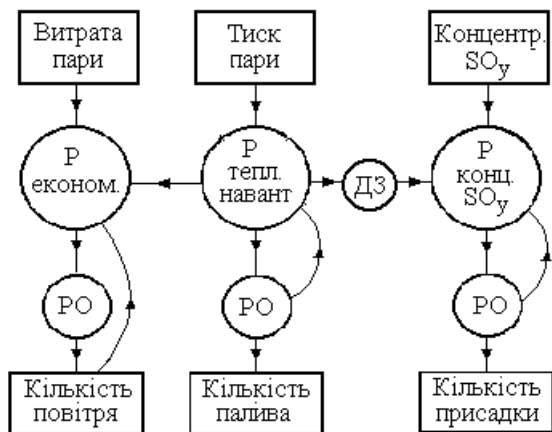 Витрата
пари
Тиск
пари
Концентр.
SOy
Р
економ.
Р
тепл.
навант
ДЗ
Р
конц.
SOy
РО
РО
РО
Кількість
повітря
Кількість
палива
Кількість
присадки